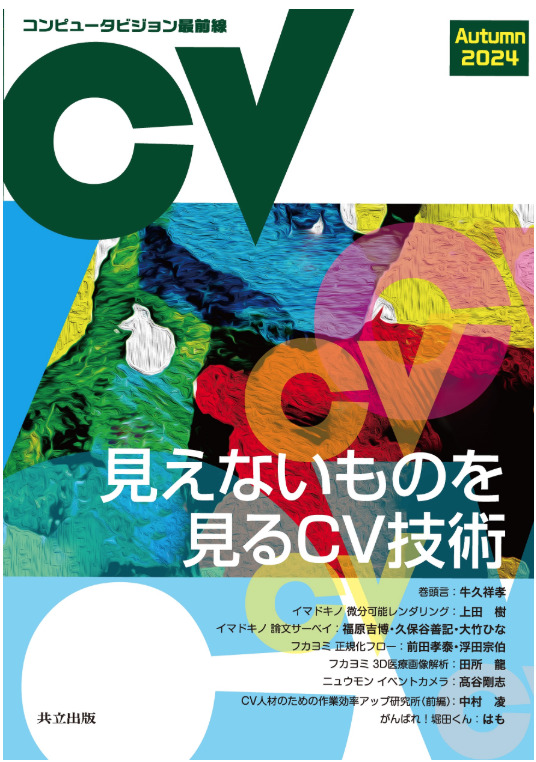 コンピュータビジョン最前線
CV
Autumn
2024
CV
CV
見えないものを
見るCV技術
CV
巻頭言：牛久祥孝
イマドキノ 微分可能レンダリング：上田 樹
イマドキノ 論文サーベイ：福原吉博・久保谷善記・大竹ひな
フカヨミ 正規化フロー：前田孝泰・浮田宗伯
フカヨミ 3D医療画像解析：田所 龍
ニュウモン イベントカメラ：髙谷剛志
CV人材のための作業効率アップ研究所（前編）：中村 凌
がんばれ！堀田くん：はも
共立出版